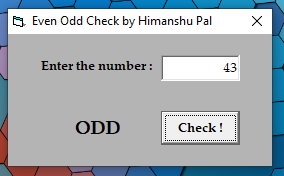 Even Odd Check by Himanshu Pal
Enter the number : 43
ODD Check !